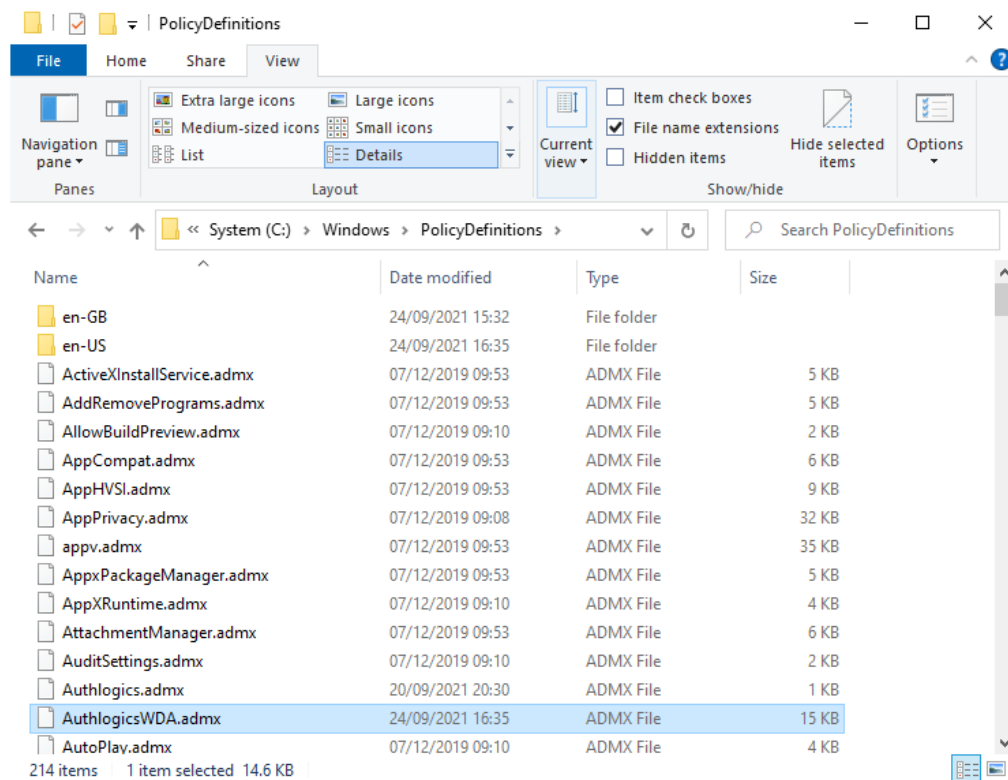 PolicyDefinitions
File Home Share View
Extra large icons Large icons
Medium-sized icons Small icons
List Details
Navigation pane
Current view
Item check boxes
File name extensions
Hidden items
Hide selected items
Options
Panes Layout Show/hide
« System (C:) › Windows › PolicyDefinitions ›
Search PolicyDefinitions
Name Date modified Type Size
en-GB 24/09/2021 15:32 File folder
en-US 24/09/2021 16:35 File folder
ActiveXInstallService.admx 07/12/2019 09:53 ADMX File 5 KB
AddRemovePrograms.admx 07/12/2019 09:53 ADMX File 5 KB
AllowBuildPreview.admx 07/12/2019 09:10 ADMX File 2 KB
AppCompat.admx 07/12/2019 09:53 ADMX File 6 KB
AppHVSI.admx 07/12/2019 09:53 ADMX File 9 KB
AppPrivacy.admx 07/12/2019 09:08 ADMX File 32 KB
appv.admx 07/12/2019 09:53 ADMX File 35 KB
AppxPackageManager.admx 07/12/2019 09:53 ADMX File 5 KB
AppXRuntime.admx 07/12/2019 09:10 ADMX File 4 KB
AttachmentManager.admx 07/12/2019 09:53 ADMX File 6 KB
AuditSettings.admx 07/12/2019 09:10 ADMX File 2 KB
Authlogics.admx 20/09/2021 20:30 ADMX File 1 KB
AuthlogicsWDA.admx 24/09/2021 16:35 ADMX File 15 KB
AutoPlay.admx 07/12/2019 09:10 ADMX File 4 KB
214 items 1 item selected 14.6 KB